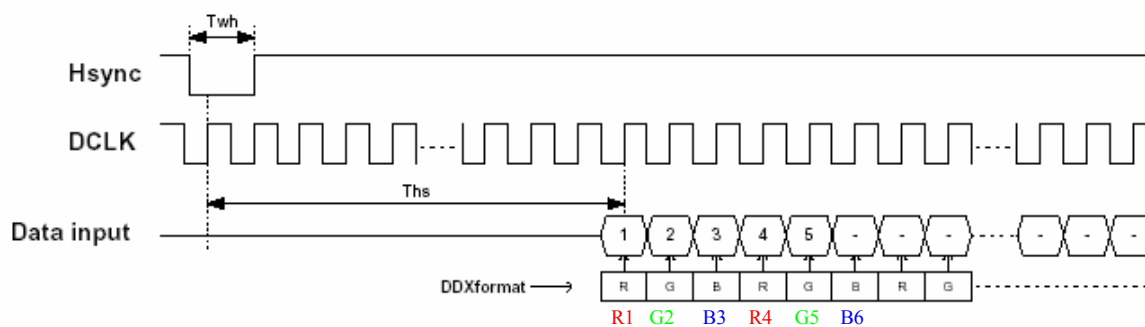 Twh
Hsync
DCLK
Ths
Data input
1 2 3 4 5 - - - - - -
DDXformat
R G B R G B R G
R1 G2 B3 R4 G5 B6